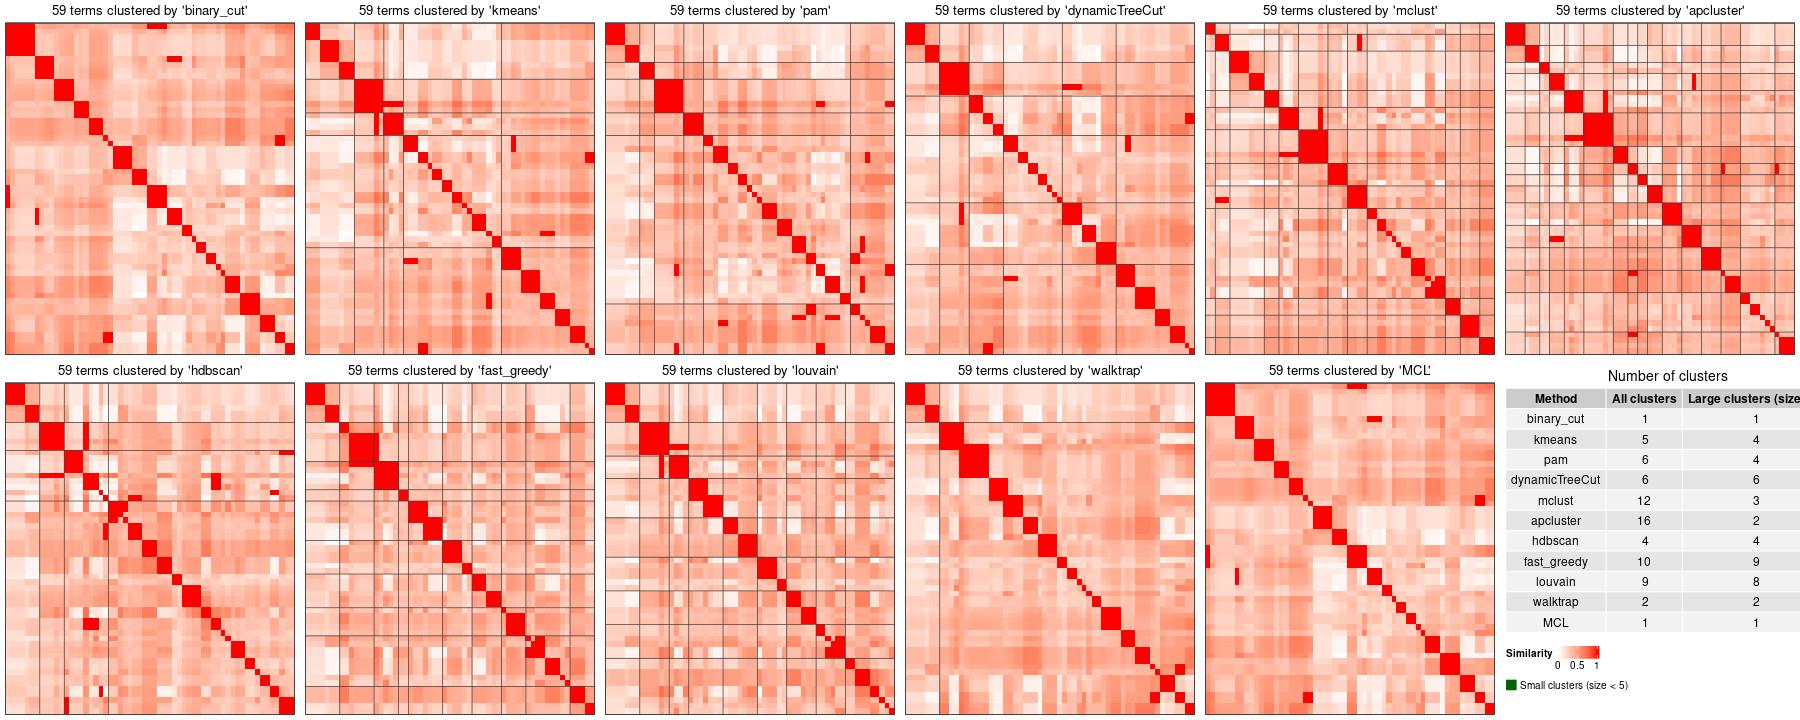 59 terms clustered by 'binary_cut'
59 terms clustered by 'kmeans'
59 terms clustered by 'pam'
59 terms clustered by 'dynamicTreeCut'
59 terms clustered by 'mclust'
59 terms clustered by 'apcluster'
59 terms clustered by 'hdbscan'
59 terms clustered by 'fast_greedy'
59 terms clustered by 'louvain'
59 terms clustered by 'walktrap'
59 terms clustered by 'MCL'
Number of clusters
Method All clusters Large clusters (size
binary_cut 1 1
kmeans 5 4
pam 6 4
dynamicTreeCut 6 6
mclust 12 3
apcluster 16 2
hdbscan 4 4
fast_greedy 10 9
louvain 9 8
walktrap 2 2
MCL 1 1
Similarity
0 0.5 1
Small clusters (size < 5)